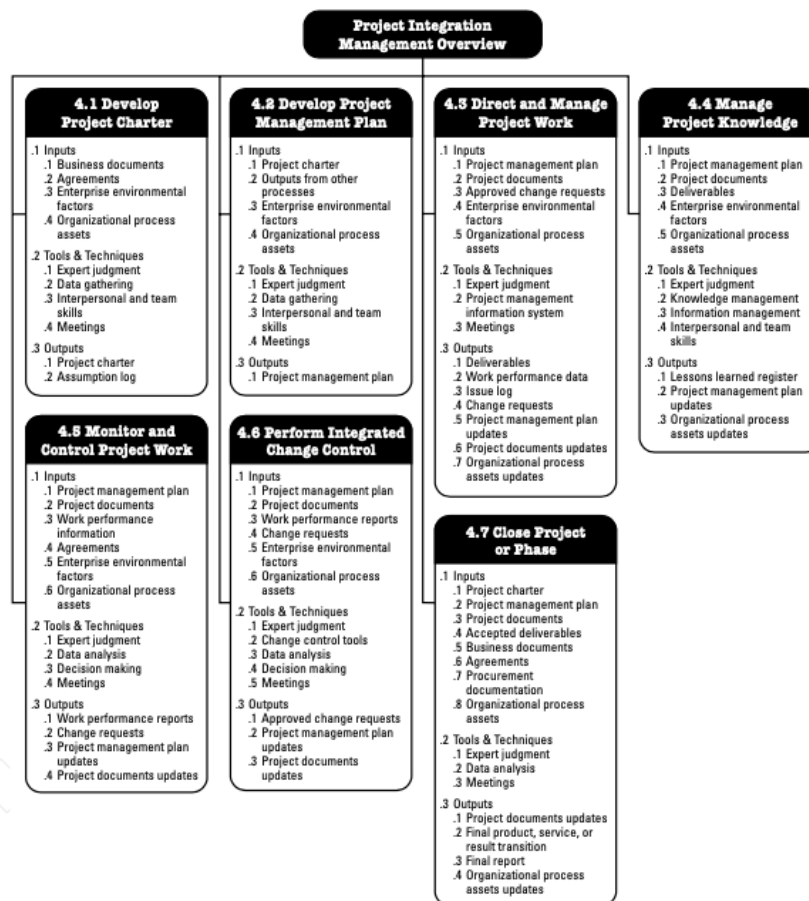 Project Integration
Management Overview
4.1 Develop
Project Charter
.1 Inputs
.1 Business documents
.2 Agreements
.3 Enterprise environmental
factors
.4 Organizational process
assets
.2 Tools & Techniques
.1 Expert judgment
.2 Data gathering
.3 Interpersonal and team
skills
.4 Meetings
.3 Outputs
.1 Project charter
.2 Assumption log
4.2 Develop Project
Management Plan
.1 Inputs
.1 Project charter
.2 Outputs from other
processes
.3 Enterprise environmental
factors
.4 Organizational process
assets
.2 Tools & Techniques
.1 Expert judgment
.2 Data gathering
.3 Interpersonal and team
skills
.4 Meetings
.3 Outputs
.1 Project management plan
4.3 Direct and Manage
Project Work
.1 Inputs
.1 Project management plan
.2 Project documents
.3 Approved change requests
.4 Enterprise environmental
factors
.5 Organizational process
assets
.2 Tools & Techniques
.1 Expert judgment
.2 Project management
information system
.3 Meetings
.3 Outputs
.1 Deliverables
.2 Work performance data
.3 Issue log
.4 Change requests
.5 Project management plan
updates
.6 Project documents updates
.7 Organizational process
assets updates
4.4 Manage
Project Knowledge
.1 Inputs
.1 Project management plan
.2 Project documents
.3 Deliverables
.4 Enterprise environmental
factors
.5 Organizational process
assets
.2 Tools & Techniques
.1 Expert judgment
.2 Knowledge management
.3 Information management
.4 Interpersonal and team
skills
.3 Outputs
.1 Lessons learned register
.2 Project management plan
updates
.3 Organizational process
assets updates
4.5 Monitor and
Control Project Work
.1 Inputs
.1 Project management plan
.2 Project documents
.3 Work performance
information
.4 Agreements
.5 Enterprise environmental
factors
.6 Organizational process
assets
.2 Tools & Techniques
.1 Expert judgment
.2 Data analysis
.3 Decision making
.4 Meetings
.3 Outputs
.1 Work performance reports
.2 Change requests
.3 Project management plan
updates
.4 Project documents updates
4.6 Perform Integrated
Change Control
.1 Inputs
.1 Project management plan
.2 Project documents
.3 Work performance reports
.4 Change requests
.5 Enterprise environmental
factors
.6 Organizational process
assets
.2 Tools & Techniques
.1 Expert judgment
.2 Change control tools
.3 Data analysis
.4 Decision making
.5 Meetings
.3 Outputs
.1 Approved change requests
.2 Project management plan
updates
.3 Project documents
updates
4.7 Close Project
or Phase
.1 Inputs
.1 Project charter
.2 Project management plan
.3 Project documents
.4 Accepted deliverables
.5 Business documents
.6 Agreements
.7 Procurement
documentation
.8 Organizational process
assets
.2 Tools & Techniques
.1 Expert judgment
.2 Data analysis
.3 Meetings
.3 Outputs
.1 Project documents updates
.2 Final product, service, or
result transition
.3 Final report
.4 Organizational process
assets updates